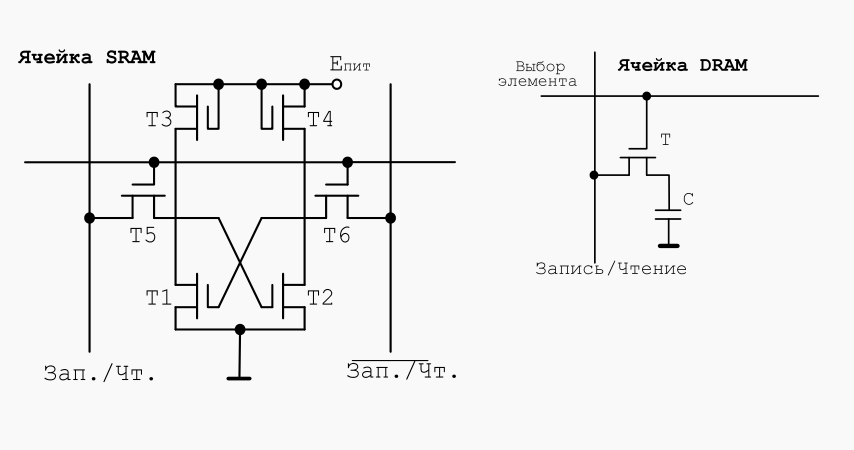 Ячейка SRAM
Eпит
T3
T4
T5
T6
T1
T2
Зап./Чт.
Зап./Чт.
Выбор
элемента
Ячейка DRAM
T
C
Запись/Чтение